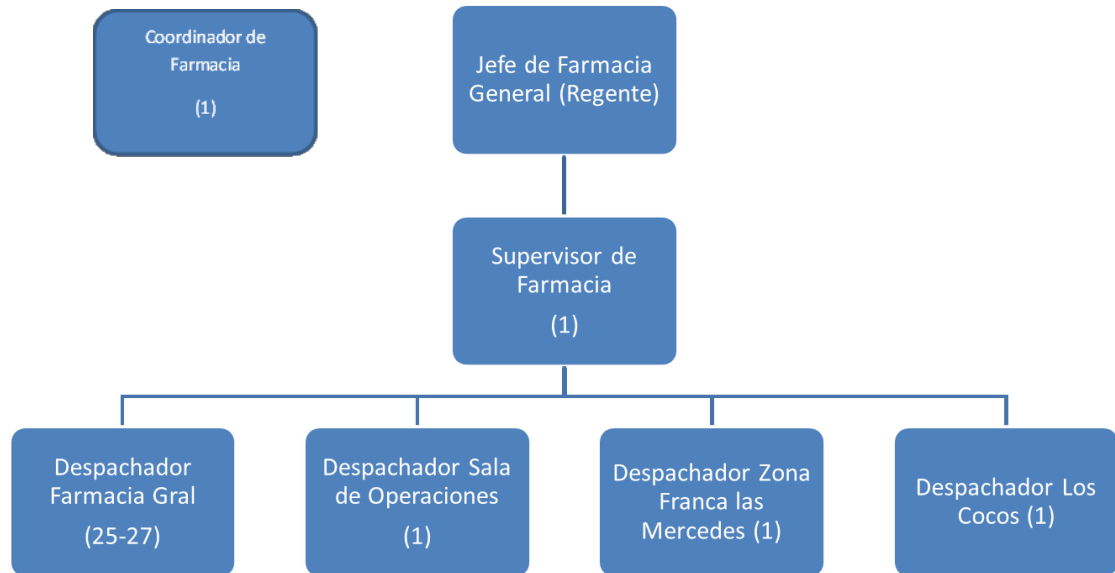 Coordinador de
Farmacia
(1)
Jefe de Farmacia
General (Regente)
Supervisor de
Farmacia
(1)
Despachador
Farmacia Gral
(25-27)
Despachador Sala
de Operaciones
(1)
Despachador Zona
Franca las
Mercedes (1)
Despachador Los
Cocos (1)